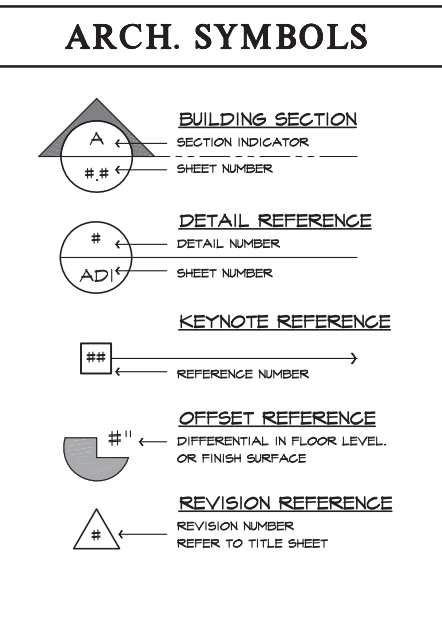 ARCH. SYMBOLS
BUILDING SECTION
A
SECTION INDICATOR
#.#
SHEET NUMBER
DETAIL REFERENCE
#
DETAIL NUMBER
AD1
SHEET NUMBER
KEYNOTE REFERENCE
##
REFERENCE NUMBER
OFFSET REFERENCE
#"
DIFFERENTIAL IN FLOOR LEVEL.
OR FINISH SURFACE
REVISION REFERENCE
REVISION NUMBER
#
REFER TO TITLE SHEET